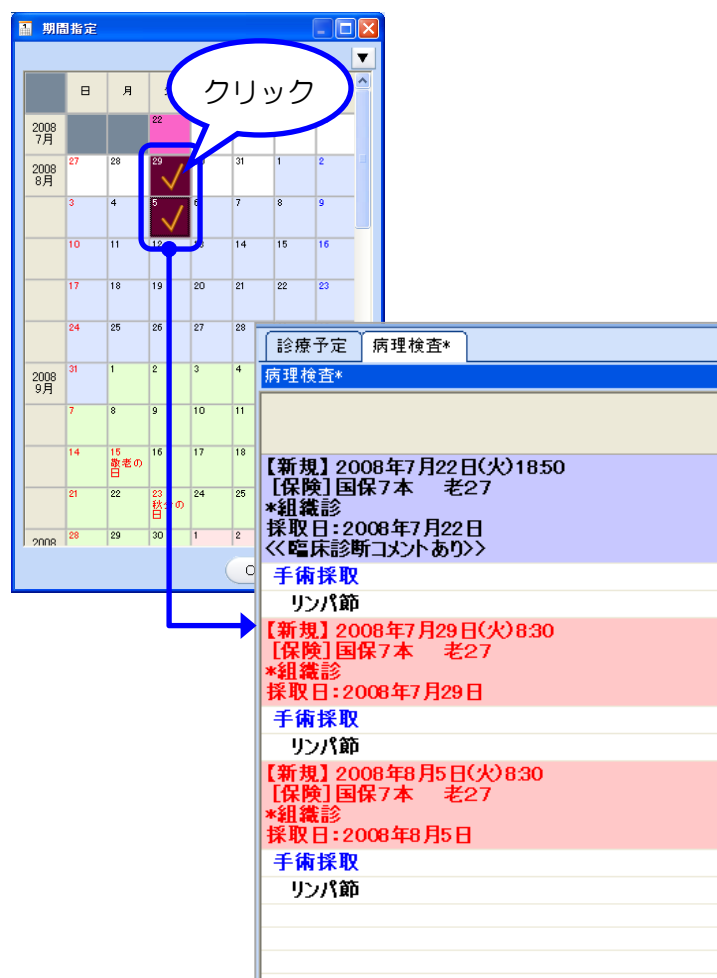 期間指定
クリック
日 月
2008 22
7月
2008 27 28 29 31 1 2
8月
3 4 5 6 7 8 9
10 11 12 13 14 15 16
17 18 19 20 21 22 23
24 25 26 27 28
2008 31 1 2 3 4
9月
7 8 9 10 11
14 15 16 17 18
敬老の
日
21 22 23 24 25
秋分の
日
2008 28 29 30 1 2
診療予定 病理検査*
病理検査*
【新規】2008年7月22日(火)18:50
[保険]国保7本 老27
*組織診
採取日:2008年7月22日
<<臨床診断コメントあり>>
手術採取
リンパ節
【新規】2008年7月29日(火)8:30
[保険]国保7本 老27
*組織診
採取日:2008年7月29日
手術採取
リンパ節
【新規】2008年8月5日(火)8:30
[保険]国保7本 老27
*組織診
採取日:2008年8月5日
手術採取
リンパ節